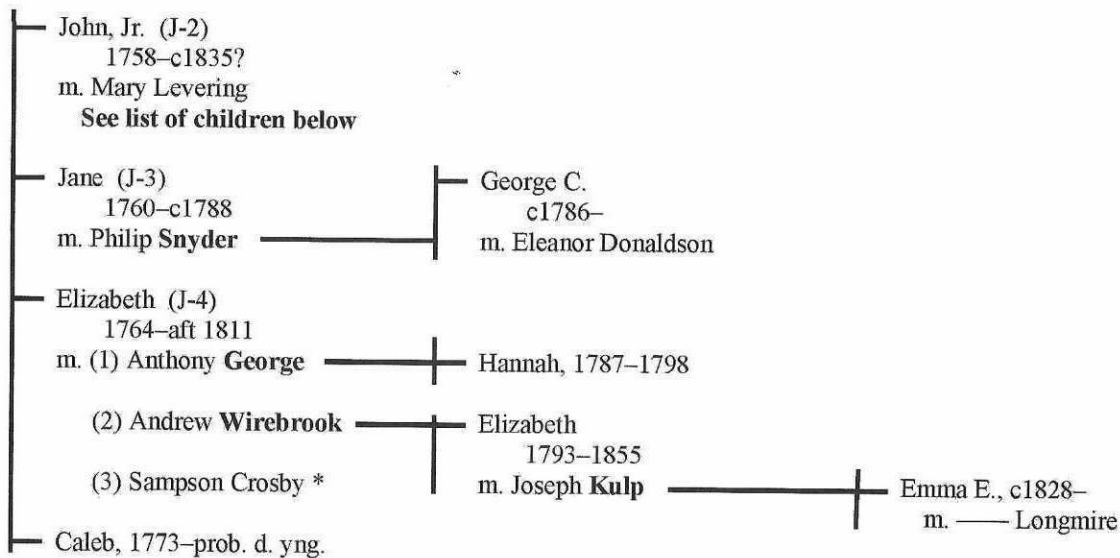 John, Jr. (J-2)
1758–c1835?
m. Mary Levering
See list of children below
Jane (J-3)
1760–c1788
m. Philip Snyder
George C.
c1786–
m. Eleanor Donaldson
Elizabeth (J-4)
1764–aft 1811
m. (1) Anthony George
Hannah, 1787–1798
(2) Andrew Wirebrook
(3) Sampson Crosby *
Elizabeth
1793–1855
m. Joseph Kulp
Emma E., c1828–
m. —— Longmire
Caleb, 1773–prob. d. yng.